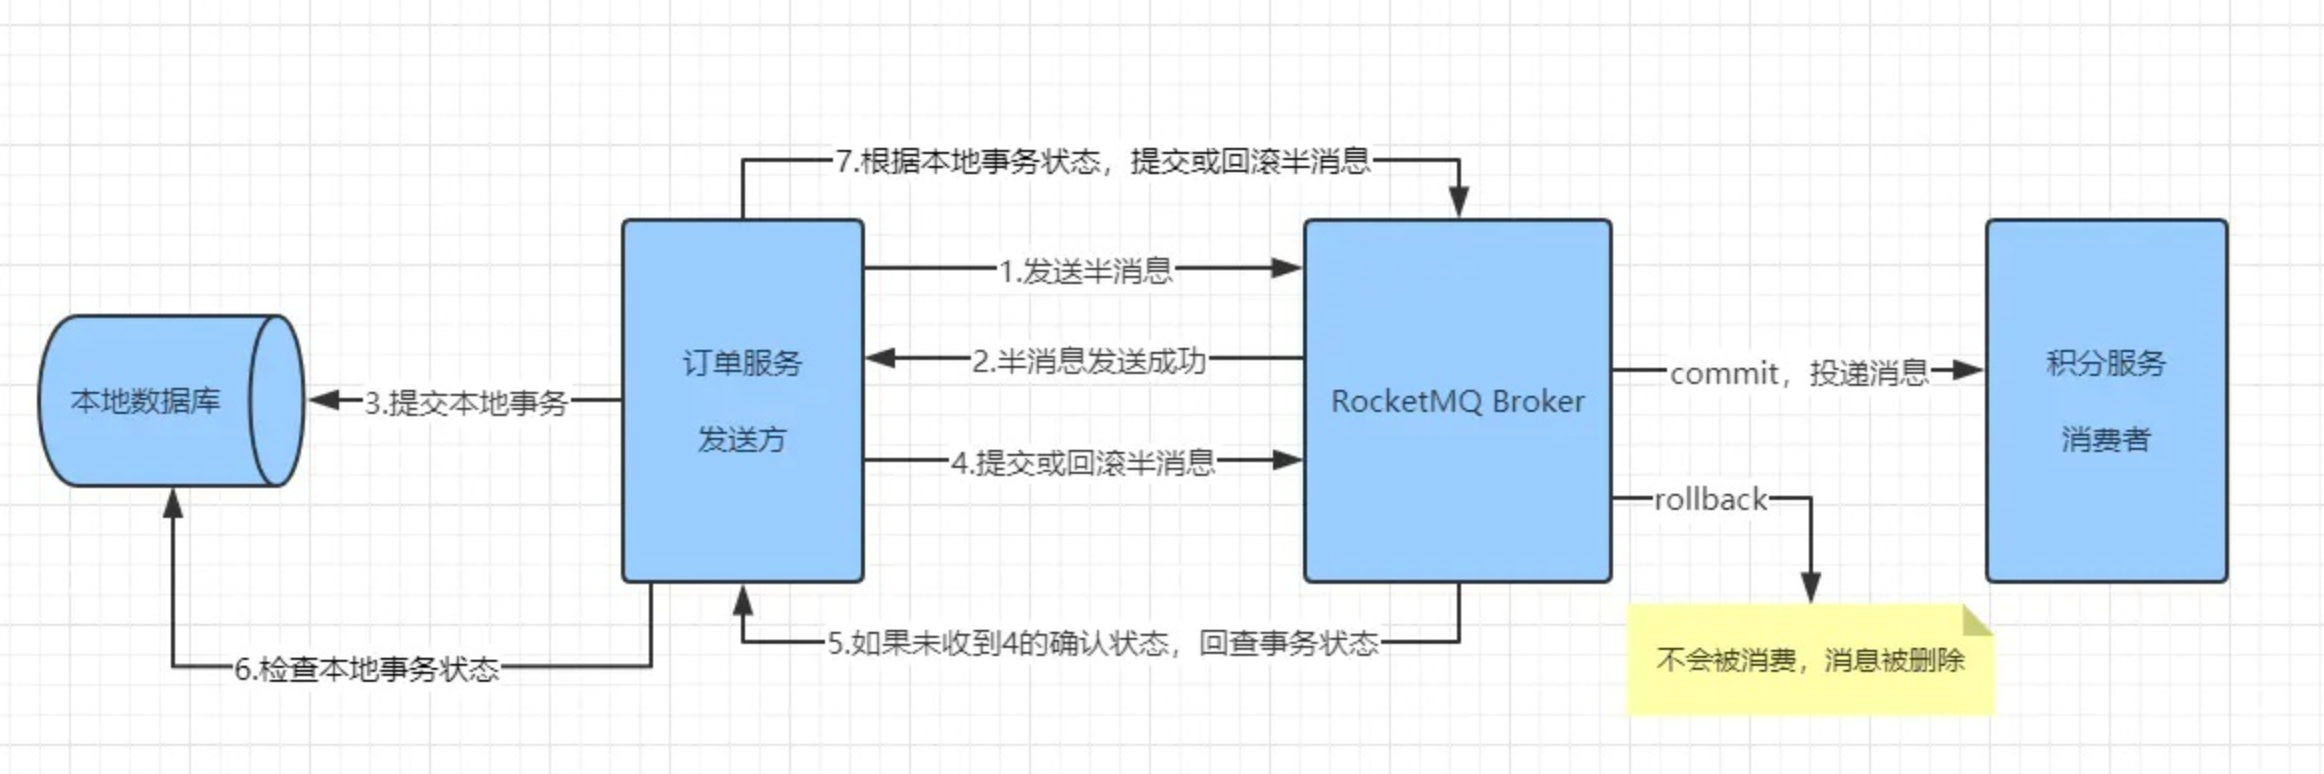 7.根据本地事务状态，提交或回滚半消息
1.发送半消息
2.半消息发送成功
订单服务
发送方
本地数据库
3.提交本地事务
RocketMQ Broker
commit，投递消息
积分服务
消费者
4.提交或回滚半消息
rollback
5.如果未收到4的确认状态，回查事务状态
6.检查本地事务状态
不会被消费，消息被删除